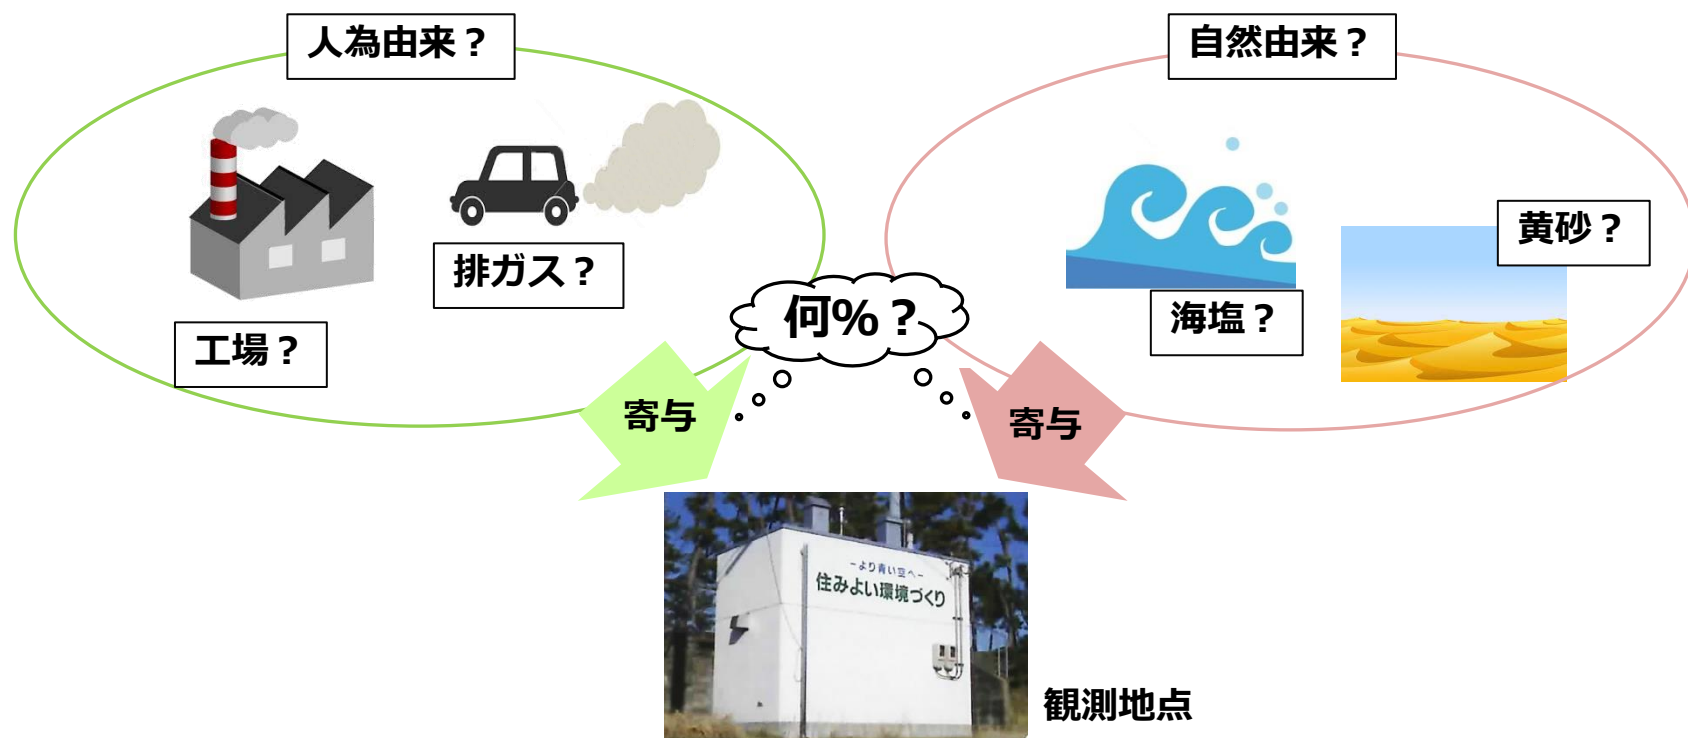 人為由来？
自然由来？
排ガス？
工場？
黄砂？
海塩？
何%？
寄与
寄与
－より青い空へ－
住みよい環境づくり
観測地点